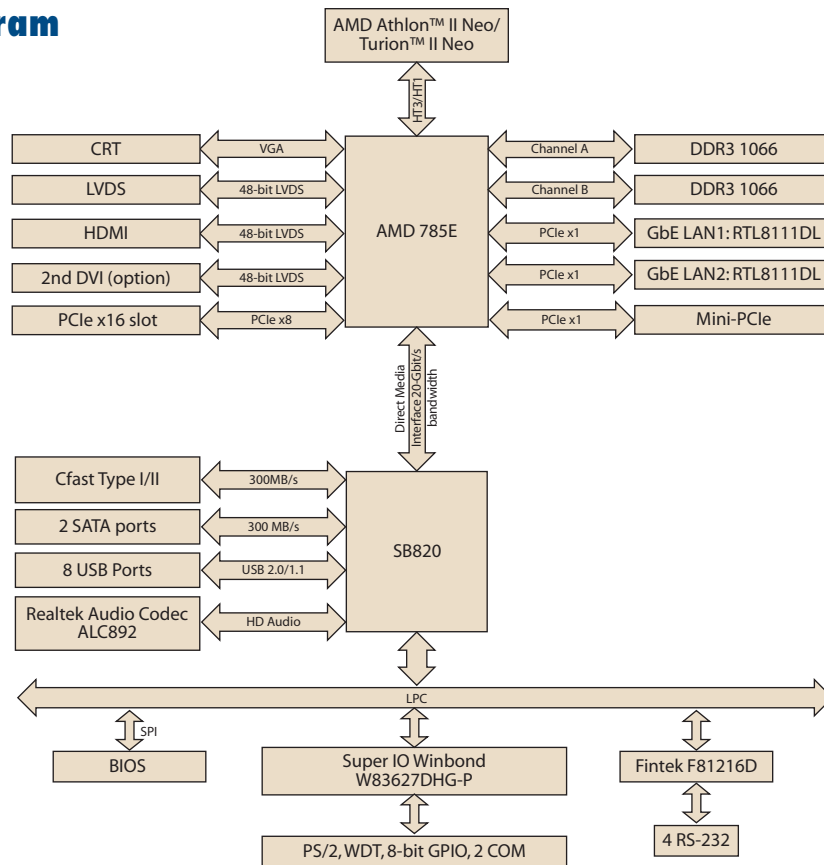 ram
AMD Athlon™ II Neo/
Turion™ II Neo
HT3/HT1
CRT
VGA
Channel A
DDR3 1066
LVDS
48-bit LVDS
Channel B
DDR3 1066
AMD 785E
HDMI
48-bit LVDS
PCIe x1
GbE LAN1: RTL8111DL
2nd DVI (option)
48-bit LVDS
PCIe x1
GbE LAN2: RTL8111DL
PCIe x16 slot
PCIe x8
PCIe x1
Mini-PCIe
Direct Media
Interface 20-Gbit/s
bandwidth
Cfast Type I/II
300MB/s
2 SATA ports
300 MB/s
SB820
8 USB Ports
USB 2.0/1.1
Realtek Audio Codec
ALC892
HD Audio
LPC
SPI
BIOS
Super IO Winbond
W83627DHG-P
Fintek F81216D
PS/2, WDT, 8-bit GPIO, 2 COM
4 RS-232